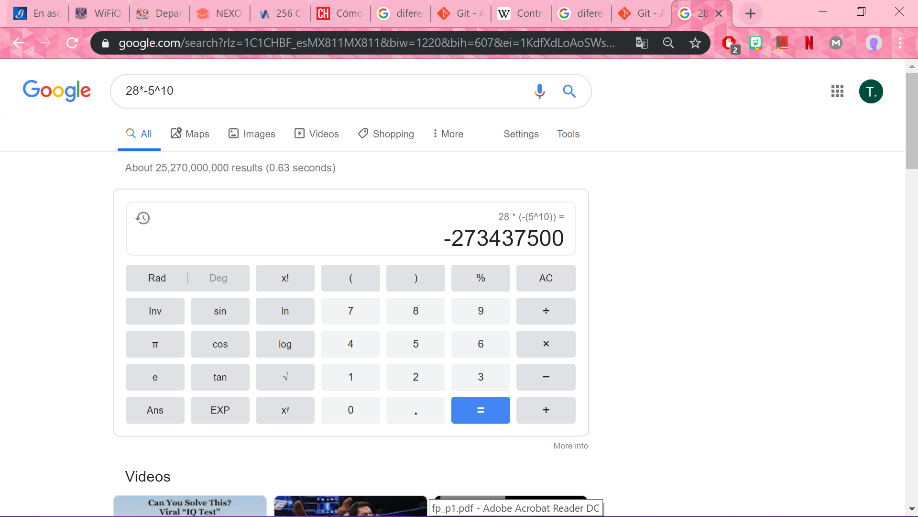 En asc
WiFiQ
Depar
NEXO
256 C
Cómo
difere
Git - A
Contr
difere
Git - A
28
google.com/search?rlz=1C1CHBF_esMX811MX811&biw=1220&bih=607&ei=1KdfXdLoAoSWs...
2
Google
28*-5^10
T.
All Maps Images Videos Shopping More Settings Tools
About 25,270,000,000 results (0.63 seconds)
28 * (-(5^10)) =
-273437500
Rad Deg x! ( ) % AC
Inv sin ln 7 8 9 ÷
π cos log 4 5 6 ×
e tan √ 1 2 3 −
Ans EXP xʸ 0 . = +
More info
Videos
Can You Solve This?
Viral “IQ Test”
fp_p1.pdf - Adobe Acrobat Reader DC